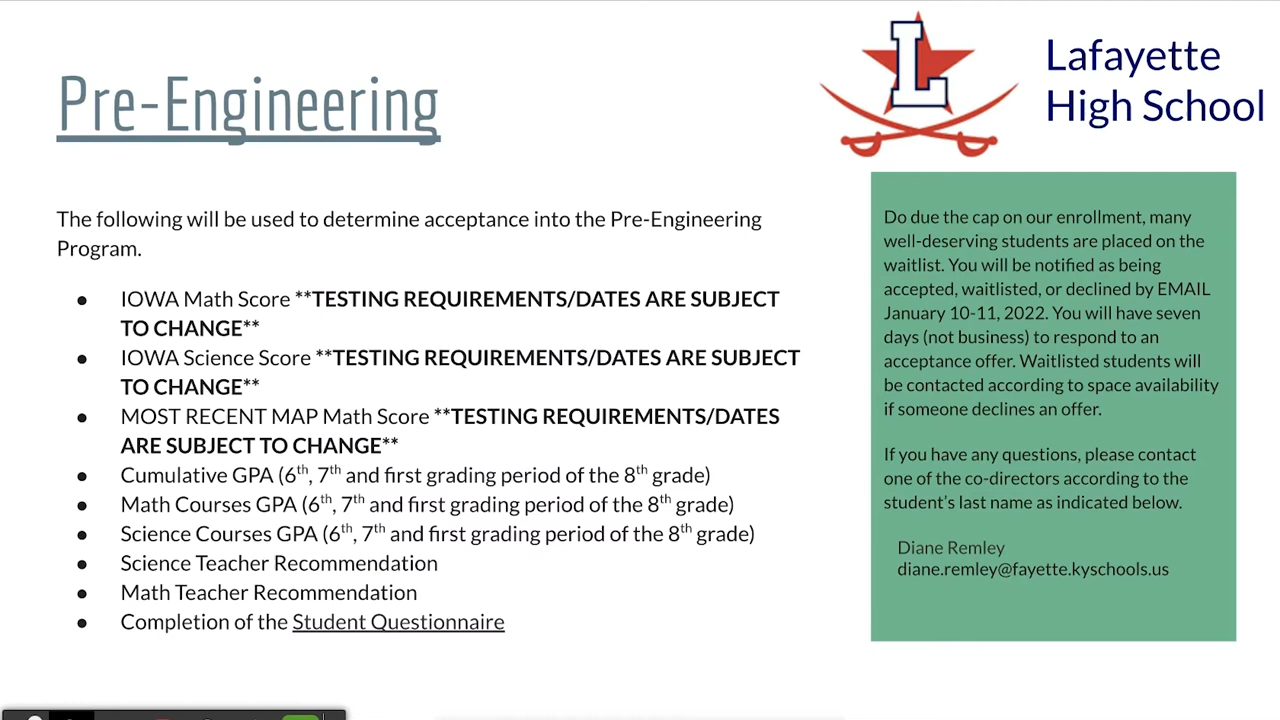 Pre-Engineering
L
Lafayette
High School
The following will be used to determine acceptance into the Pre-Engineering
Program.
● IOWA Math Score **TESTING REQUIREMENTS/DATES ARE SUBJECT
TO CHANGE**
● IOWA Science Score **TESTING REQUIREMENTS/DATES ARE SUBJECT
TO CHANGE**
● MOST RECENT MAP Math Score **TESTING REQUIREMENTS/DATES
ARE SUBJECT TO CHANGE**
● Cumulative GPA (6th, 7th and first grading period of the 8th grade)
● Math Courses GPA (6th, 7th and first grading period of the 8th grade)
● Science Courses GPA (6th, 7th and first grading period of the 8th grade)
● Science Teacher Recommendation
● Math Teacher Recommendation
● Completion of the Student Questionnaire
Do due the cap on our enrollment, many
well-deserving students are placed on the
waitlist. You will be notified as being
accepted, waitlisted, or declined by EMAIL
January 10-11, 2022. You will have seven
days (not business) to respond to an
acceptance offer. Waitlisted students will
be contacted according to space availability
if someone declines an offer.
If you have any questions, please contact
one of the co-directors according to the
student's last name as indicated below.
Diane Remley
diane.remley@fayette.kyschools.us